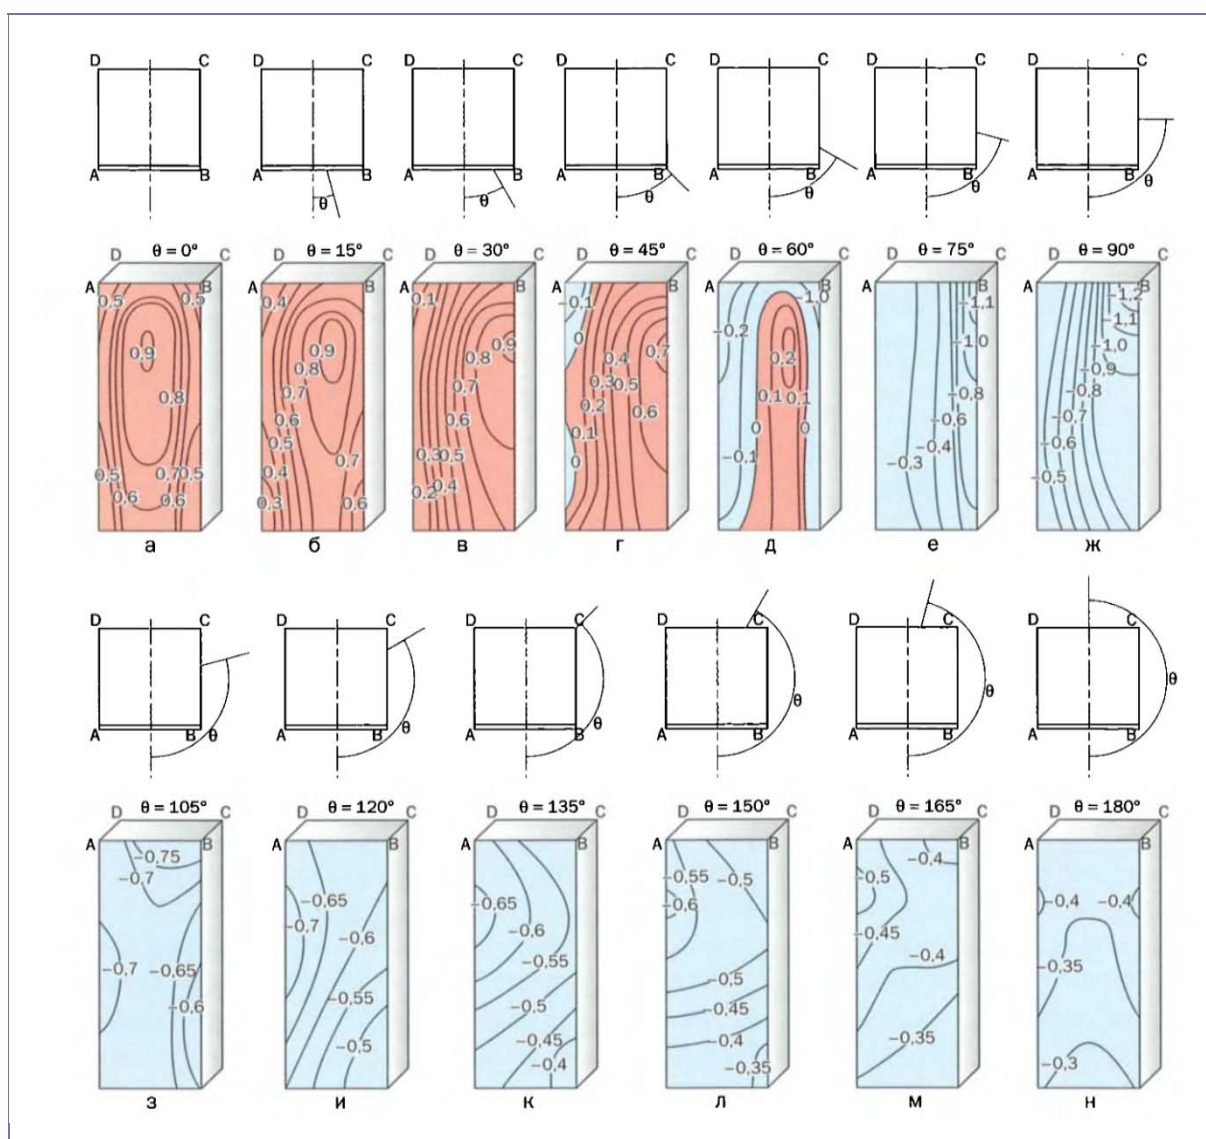 D C D C D C D C D C D C D C
A B A B A B A B A B A B A B
θ θ θ θ θ θ
D θ = 0° C D θ = 15° C D θ = 30° C D θ = 45° C D θ = 60° C D θ = 75° C D θ = 90° C
A B A B A B A B A B A B A B
0,5 0,5 0,9 0,8 0,5 0,7 0,5 0,6 0,6
0,4 0,9 0,8 0,7 0,6 0,5 0,7 0,4 0,3 0,6
0,1 0,9 0,8 0,7 0,6 0,3 0,5 0,2 0,4
-0,1 0 0,4 0,7 0,3 0,5 0,2 0,6 0,1 0
-1,0 -0,2 0,2 0,1 0,1 0 0 -0,1
-1,1 -1,0 -0,8 -0,6 -0,4 -0,3
-1,2 -1,1 -1,0 -0,9 -0,8 -0,7 -0,6 -0,5
а б в г д е ж
D C D C D C D C D C D C
A B A B A B A B A B A B
θ θ θ θ θ θ
D θ = 105° C D θ = 120° C D θ = 135° C D θ = 150° C D θ = 165° C D θ = 180° C
A B A B A B A B A B A B
-0,75 -0,7 -0,7 -0,65 -0,6
-0,65 -0,7 -0,6 -0,55 -0,5
-0,65 -0,6 -0,55 -0,5 -0,45 -0,4
-0,55 -0,5 -0,6 -0,5 -0,45 -0,4 -0,35
-0,4 -0,5 -0,45 -0,4 -0,35
-0,4 -0,4 -0,35 -0,3
з и к л м н